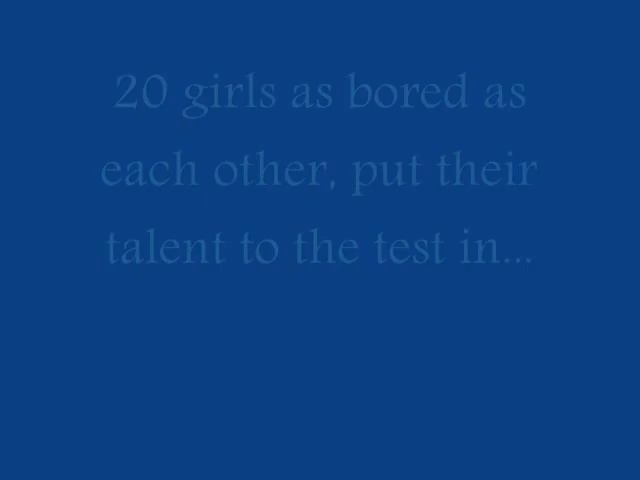 20 girls as bored as
each other, put their
talent to the test in...